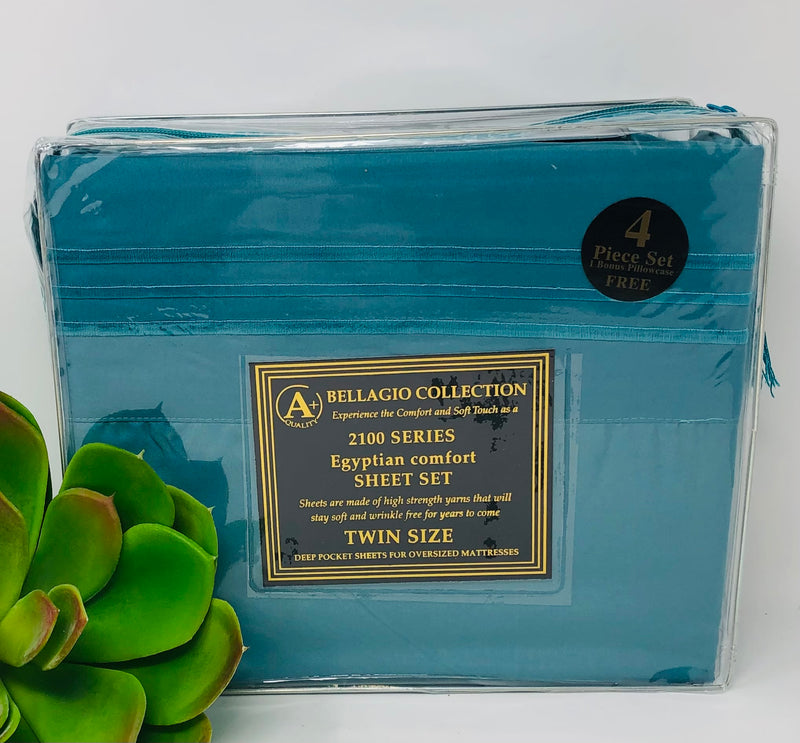 4
Piece Set
1 Bonus Pillowcase
FREE
A+
QUALITY
BELLAGIO COLLECTION
Experience the Comfort and Soft Touch as a
2100 SERIES
Egyptian comfort
SHEET SET
Sheets are made of high strength yarns that will
stay soft and wrinkle free for years to come
TWIN SIZE
DEEP POCKET SHEETS FOR OVERSIZED MATTRESSES